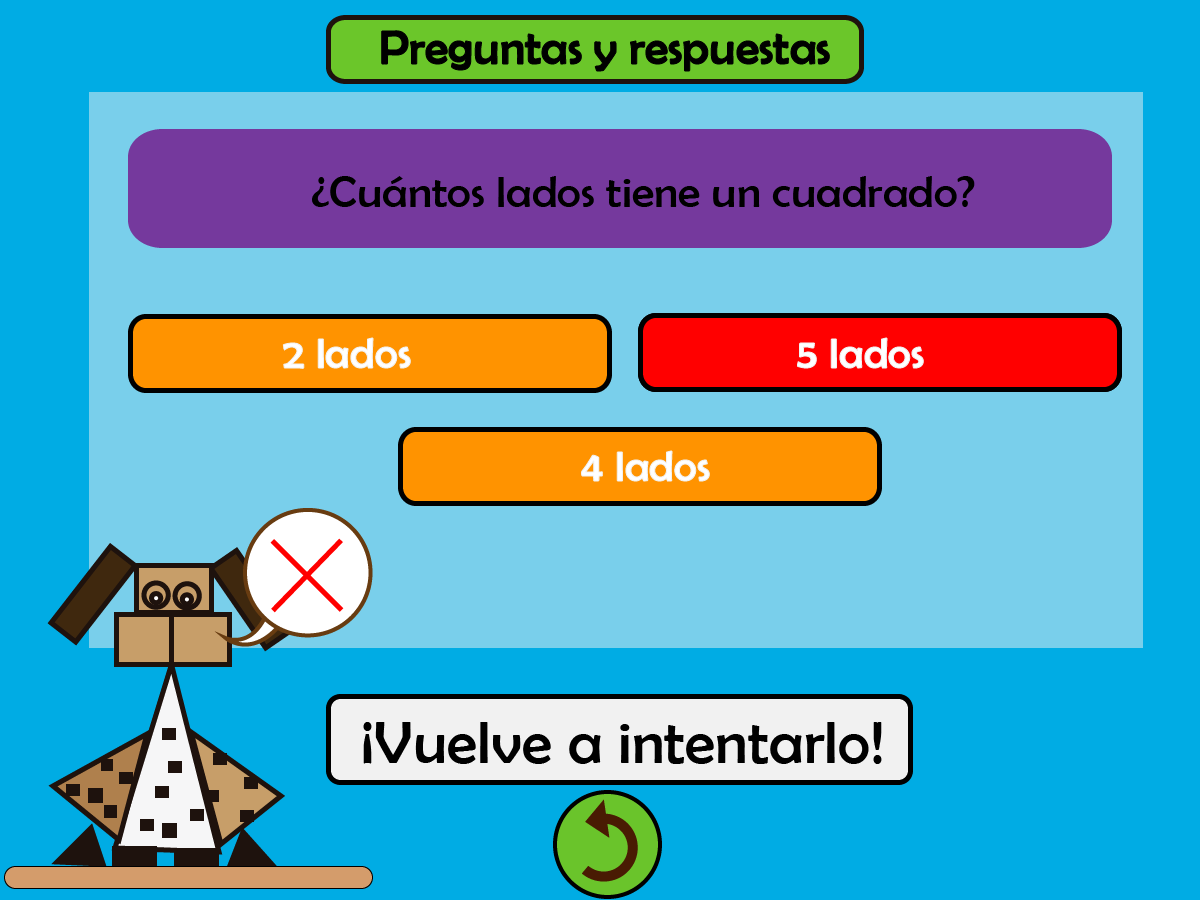 Preguntas y respuestas
¿Cuántos lados tiene un cuadrado?
2 lados
5 lados
4 lados
¡Vuelve a intentarlo!